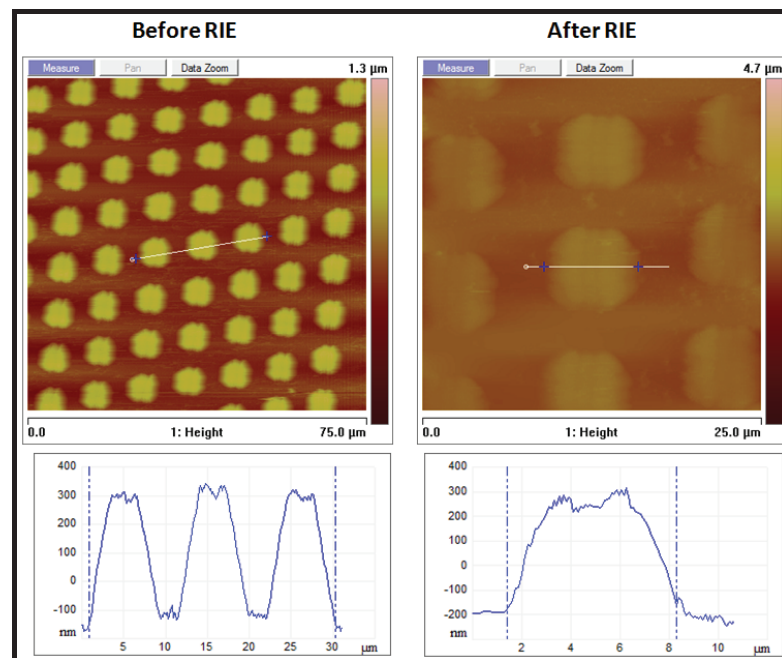 Before RIE
After RIE
Measure Pan Data Zoom 1.3 µm
Measure Pan Data Zoom 4.7 µm
0.0 1: Height 75.0 µm
0.0 1: Height 25.0 µm
400
300
200
100
0
-100
nm
5 10 15 20 25 30 µm
400
300
200
100
0
-100
-200
nm
2 4 6 8 10 µm